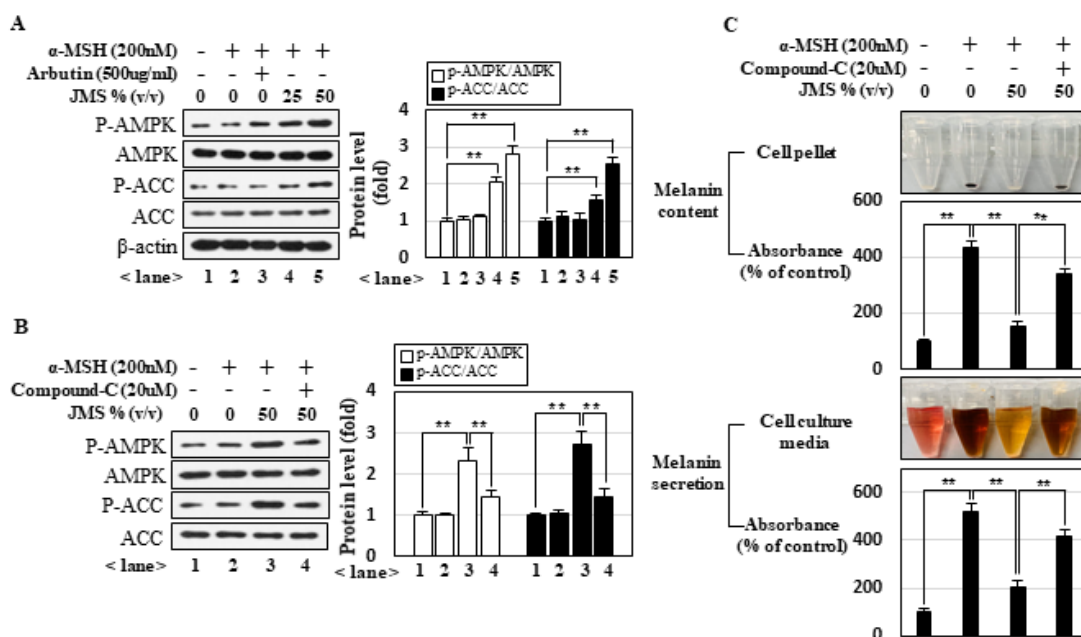 A
α-MSH (200nM) - + + + +
Arbutin (500ug/ml) - - + - -
JMS % (v/v) 0 0 0 25 50
P-AMPK
AMPK
P-ACC
ACC
β-actin
< lane> 1 2 3 4 5
p-AMPK/AMPK
p-ACC/ACC
Protein level
(fold)
4
3
2
1
0
** ** ** **
1 2 3 4 5 1 2 3 4 5
B
α-MSH (200nM) - + + +
Compound-C (20uM) - - - +
JMS % (v/v) 0 0 50 50
P-AMPK
AMPK
P-ACC
ACC
< lane> 1 2 3 4
p-AMPK/AMPK
p-ACC/ACC
Protein level (fold)
4
3
2
1
0
** ** ** **
< lane> 1 2 3 4 1 2 3 4
C
α-MSH (200nM) - + + +
Compound-C (20uM) - - - +
JMS % (v/v) 0 0 50 50
Melanin
content
Cell pellet
Absorbance
(% of control)
600
400
200
0
** ** **
Melanin
secretion
Cell culture
media
Absorbance
(% of control)
600
400
200
0
** ** **